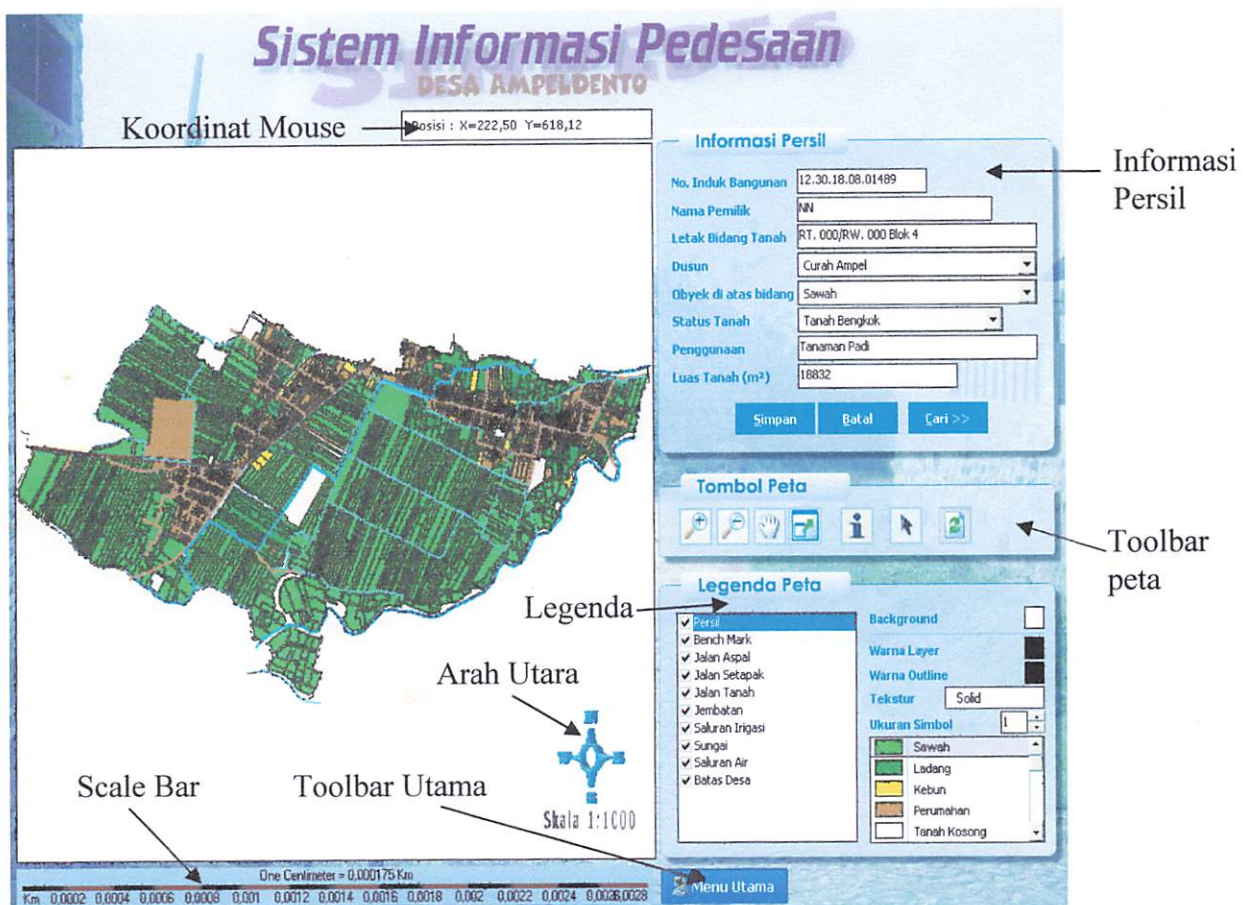 Sistem Informasi Pedesaan
DESA AMPELDENTO
Koordinat Mouse
Posisi : X=222,50 Y=618,12
Informasi Persil
No. Induk Bangunan 12.30.18.08.01489
Nama Pemilik NN
Letak Bidang Tanah RT. 000/RW. 000 Blok 4
Dusun Curah Ampel
Obyek di atas bidang Sawah
Status Tanah Tanah Bengkok
Penggunaan Tanaman Padi
Luas Tanah (m²) 18832
Simpan Batal Cari >>
Informasi
Persil
Tombol Peta
Toolbar
peta
Legenda Peta
Legenda
Persil
Bench Mark
Jalan Aspal
Jalan Setapak
Jalan Tanah
Jembatan
Saluran Irigasi
Sungai
Saluran Air
Batas Desa
Background
Warna Layer
Warna Outline
Tekstur Solid
Ukuran Simbol 1
Sawah
Ladang
Kebun
Perumahan
Tanah Kosong
Arah Utara
Skala 1:1000
Scale Bar
Toolbar Utama
One Centimeter = 0,000175 Km
Km 0,0002 0,0004 0,0006 0,0008 0,001 0,0012 0,0014 0,0016 0,0018 0,002 0,0022 0,0024 0,0026 0,0028
Menu Utama